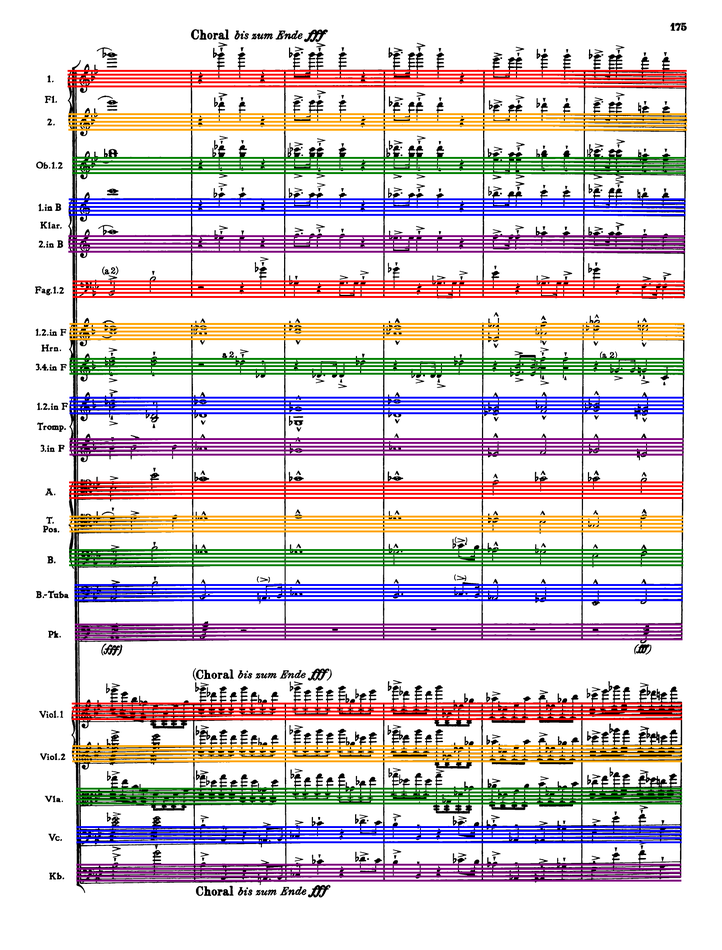 175
Choral bis zum Ende fff
1.
Fl.
2.
Ob.1.2
1.in B
Klar.
2.in B
(a 2)
Fag.1.2
1.2.in F
Hrn.
a 2
(a 2)
3.4.in F
1.2.in F
Tromp.
3.in F
A.
T.
Pos.
B.
B.-Tuba
Pk.
(fff) (fff)
(Choral bis zum Ende fff)
Viol.1
Viol.2
Vla.
Vc.
Kb.
Choral bis zum Ende fff